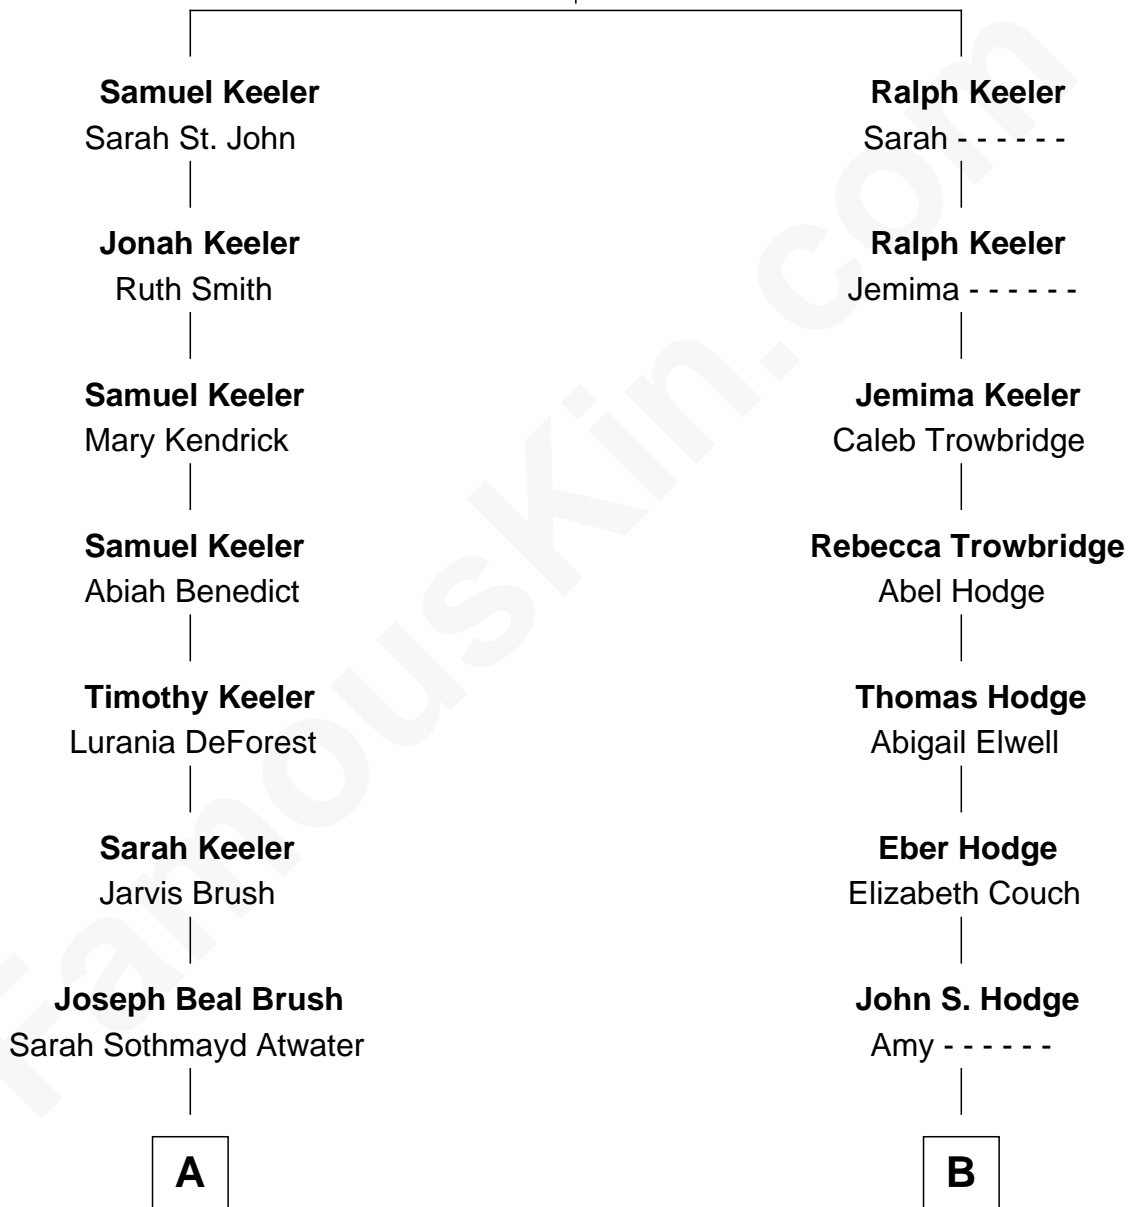 Samuel Keeler
Sarah St. John
Ralph Keeler
Sarah - - - - - -
Jonah Keeler
Ruth Smith
Ralph Keeler
Jemima - - - - - -
Samuel Keeler
Mary Kendrick
Jemima Keeler
Caleb Trowbridge
Samuel Keeler
Abiah Benedict
Rebecca Trowbridge
Abel Hodge
Timothy Keeler
Lurania DeForest
Thomas Hodge
Abigail Elwell
Sarah Keeler
Jarvis Brush
Eber Hodge
Elizabeth Couch
Joseph Beal Brush
Sarah Sothmayd Atwater
John S. Hodge
Amy - - - - - -
A
B
FamousKin.com